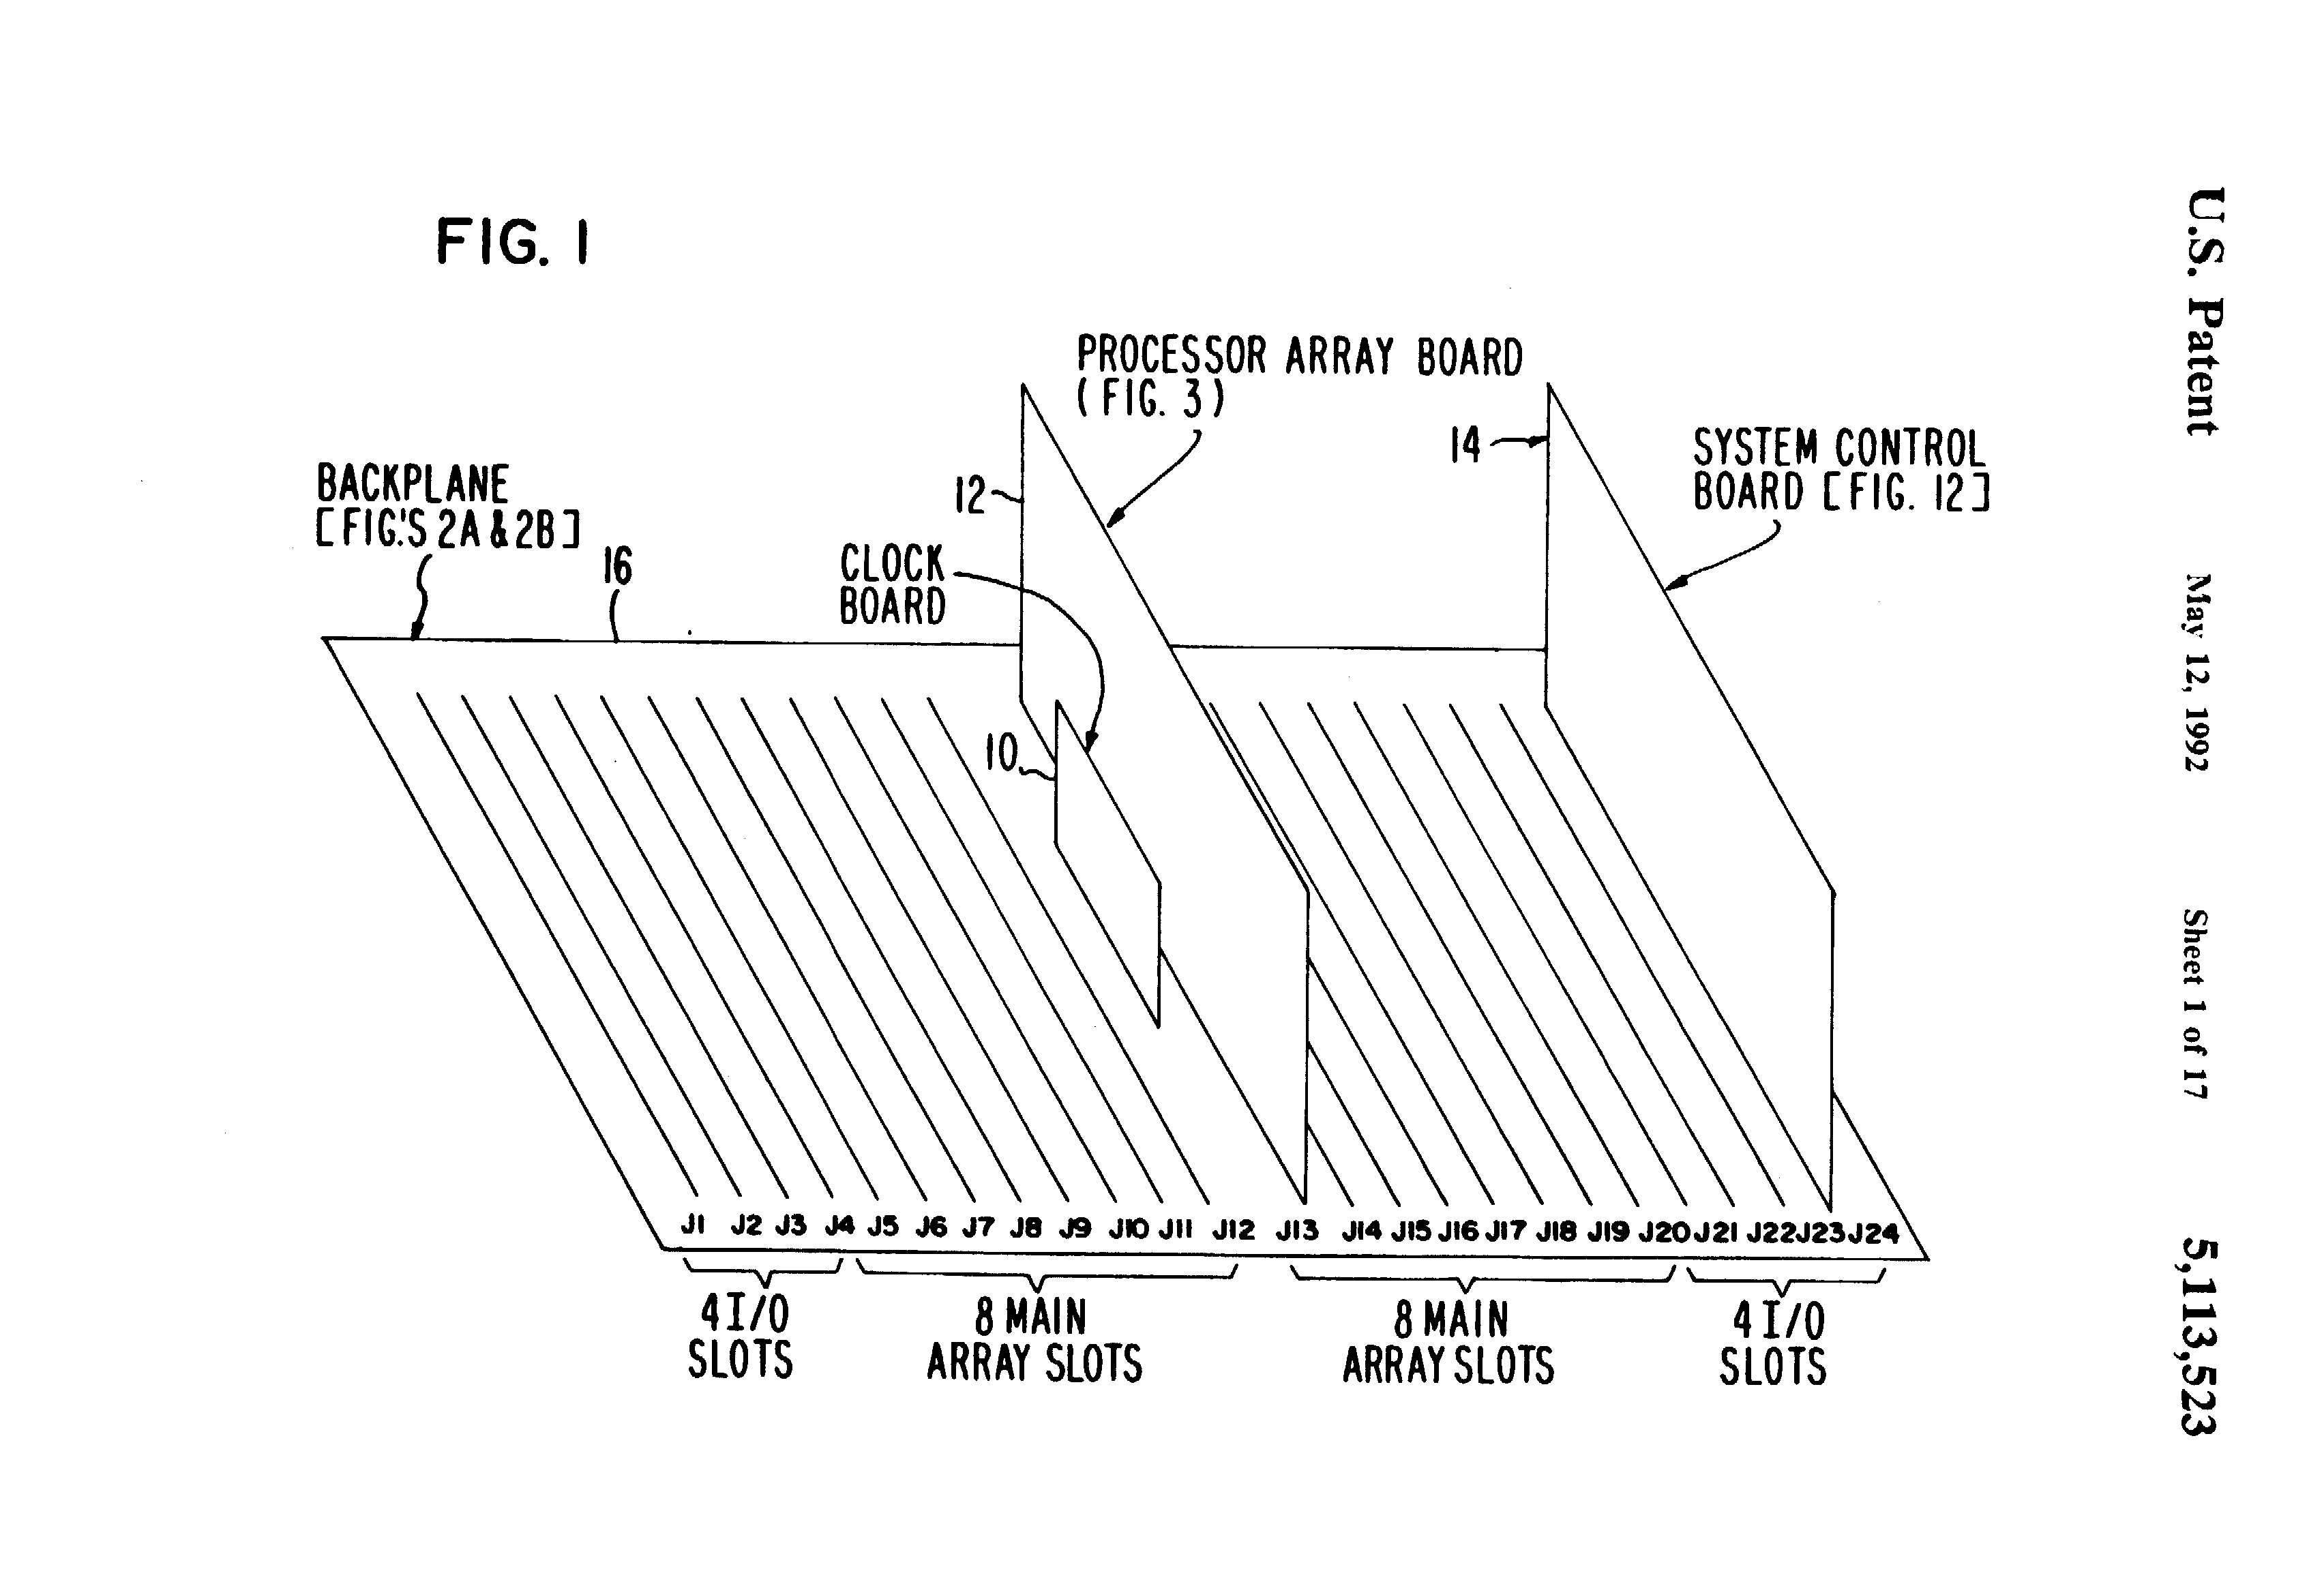 U.S. Patent May 12, 1992 Sheet 1 of 17 5,113,523
FIG. 1
PROCESSOR ARRAY BOARD
(FIG. 3)
14
SYSTEM CONTROL
BOARD [FIG. 12]
BACKPLANE
[FIG.'S 2A & 2B]
16
12
CLOCK
BOARD
10
J1 J2 J3 J4 J5 J6 J7 J8 J9 J10 J11 J12 J13 J14 J15 J16 J17 J18 J19 J20 J21 J22 J23 J24
4 I/O
SLOTS
8 MAIN
ARRAY SLOTS
8 MAIN
ARRAY SLOTS
4 I/O
SLOTS